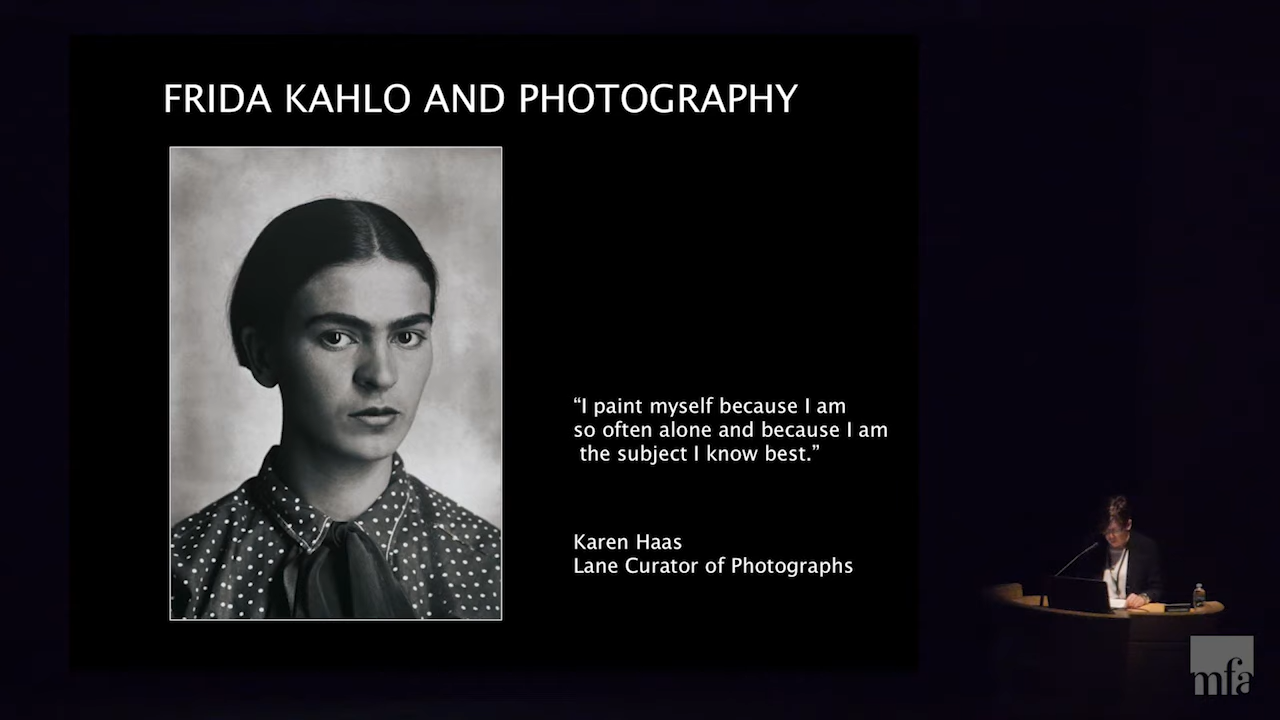 FRIDA KAHLO AND PHOTOGRAPHY
“I paint myself because I am
so often alone and because I am
the subject I know best.”
Karen Haas
Lane Curator of Photographs
mfa